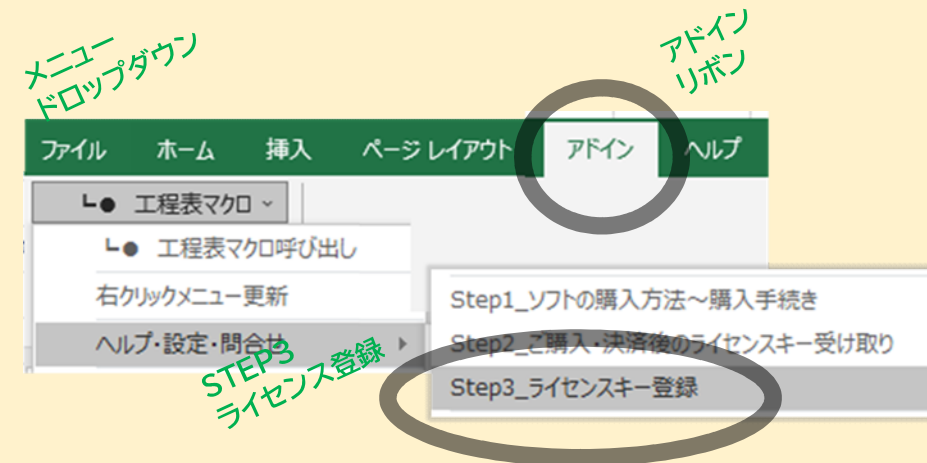 メニュー
ドロップダウン
アドイン
リボン
ファイル ホーム 挿入 ページ レイアウト アドイン ヘルプ
┗● 工程表マクロ
┗● 工程表マクロ呼び出し
右クリックメニュー更新
ヘルプ・設定・問合せ
Step1_ソフトの購入方法～購入手続き
Step2_ご購入・決済後のライセンスキー受け取り
Step3_ライセンスキー登録
STEP3
ライセンス登録